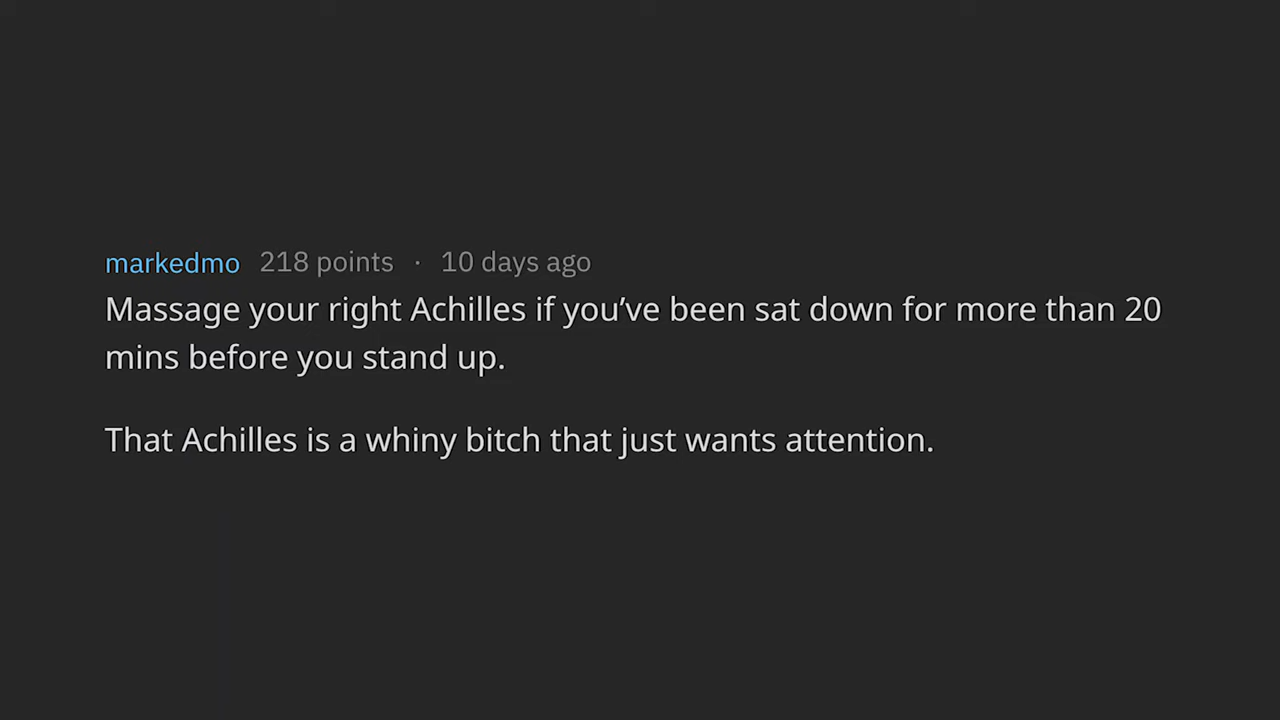 markedmo 218 points · 10 days ago
Massage your right Achilles if you’ve been sat down for more than 20
mins before you stand up.
That Achilles is a whiny bitch that just wants attention.